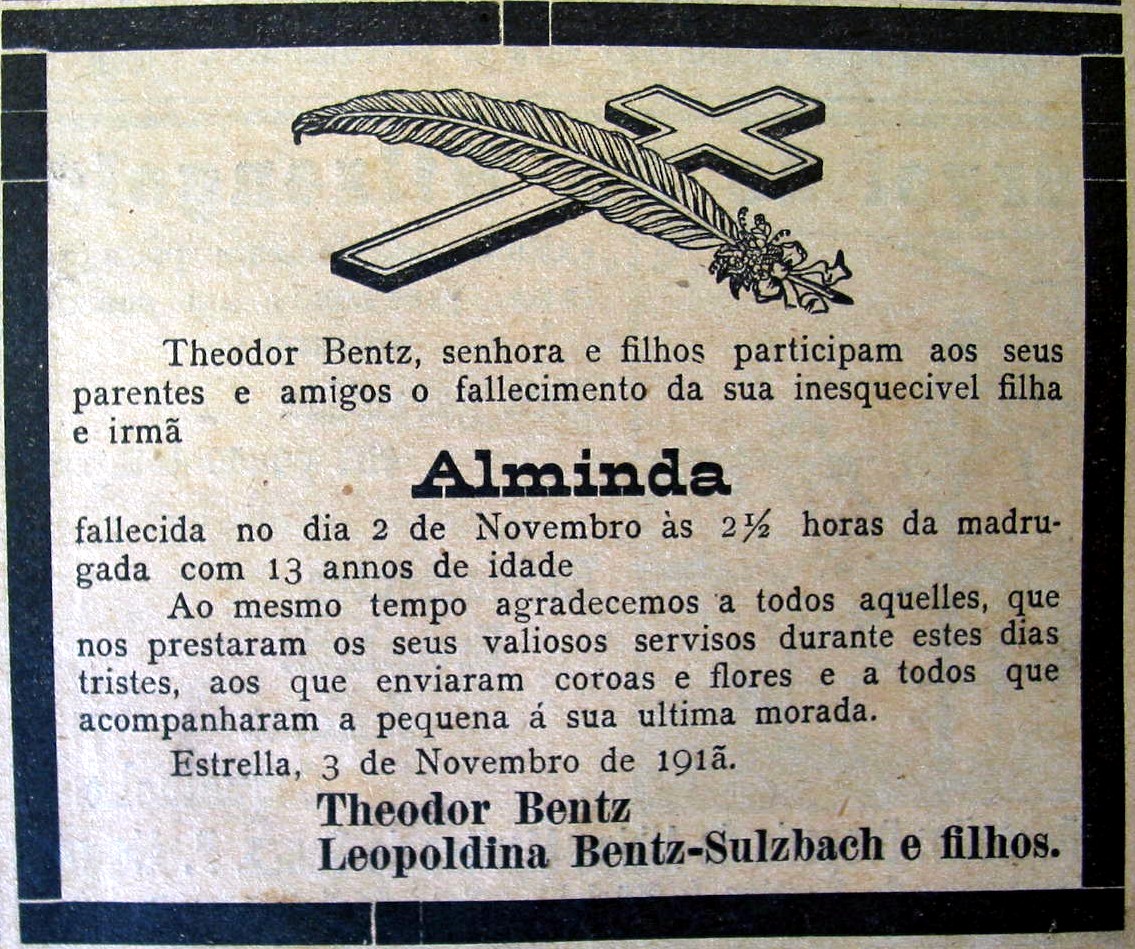 Theodor Bentz, senhora e filhos participam aos seus
parentes e amigos o fallecimento da sua inesquecivel filha
e irmã
Alminda
fallecida no dia 2 de Novembro às 2½ horas da madru-
gada com 13 annos de idade
Ao mesmo tempo agradecemos a todos aquelles, que
nos prestaram os seus valiosos servisos durante estes dias
tristes, aos que enviaram coroas e flores e a todos que
acompanharam a pequena á sua ultima morada.
Estrella, 3 de Novembro de 191ã.
Theodor Bentz
Leopoldina Bentz-Sulzbach e filhos.